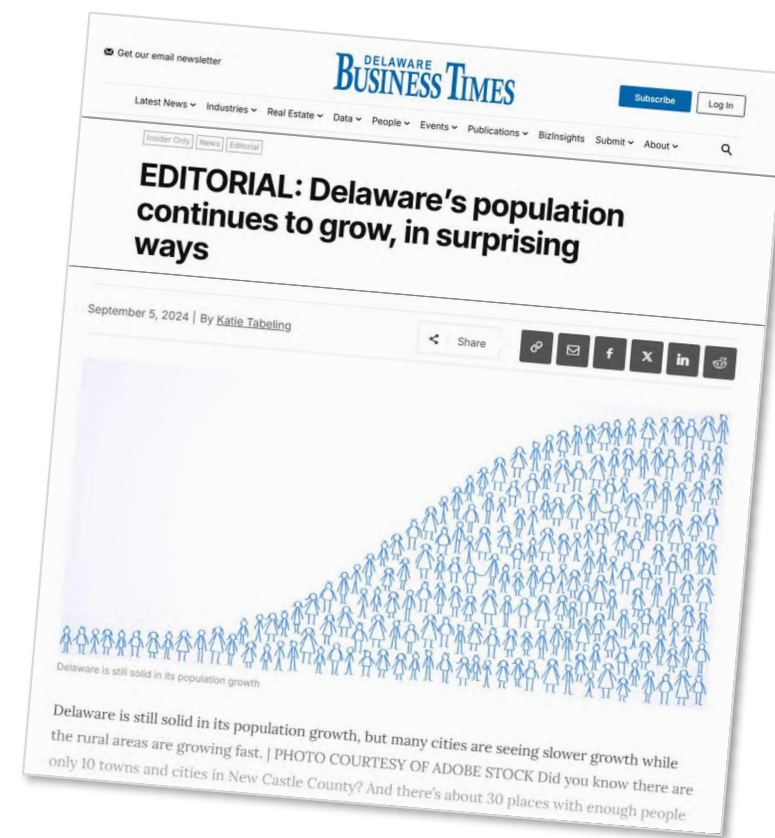 Get our email newsletter
DELAWARE
BUSINESS TIMES
Subscribe
Log In
Latest News
Industries
Real Estate
Data
People
Events
Publications
BizInsights
Submit
About
Insider Only
News
Editorial
EDITORIAL: Delaware's population
continues to grow, in surprising
ways
September 5, 2024 | By Katie Tabeling
Share
Delaware is still solid in its population growth
Delaware is still solid in its population growth, but many cities are seeing slower growth while
the rural areas are growing fast. | PHOTO COURTESY OF ADOBE STOCK Did you know there are
only 10 towns and cities in New Castle County? And there's about 30 places with enough people